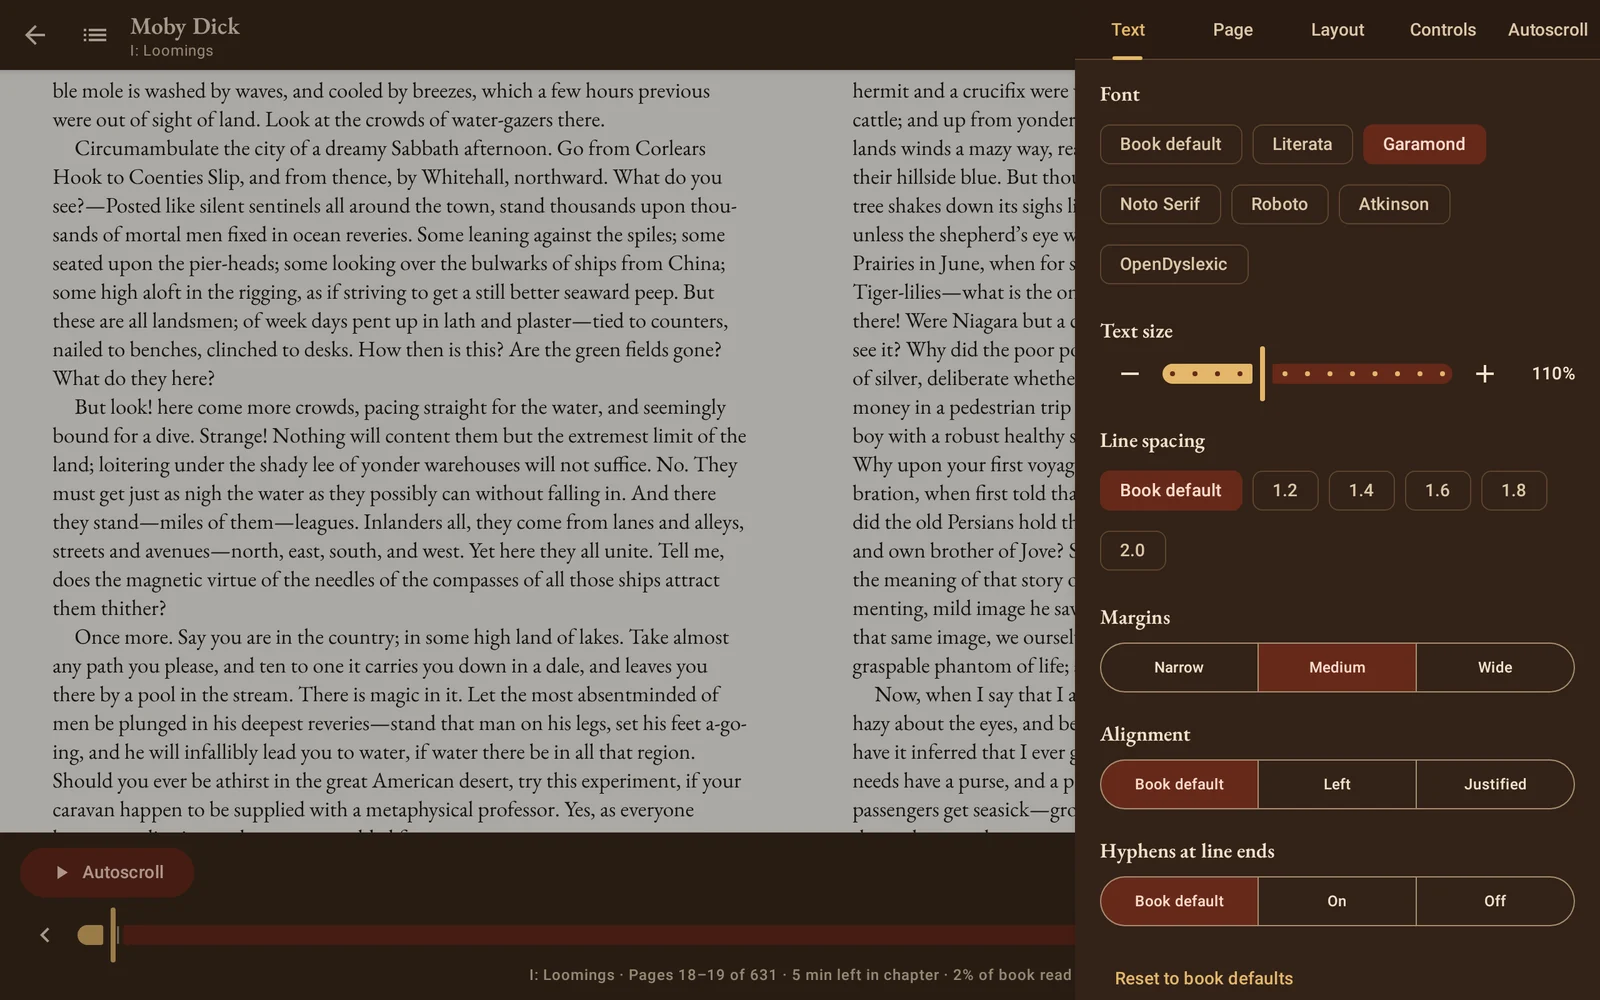 Moby Dick
I: Loomings
ble mole is washed by waves, and cooled by breezes, which a few hours previous
were out of sight of land. Look at the crowds of water-gazers there.
Circumambulate the city of a dreamy Sabbath afternoon. Go from Corlears
Hook to Coenties Slip, and from thence, by Whitehall, northward. What do you
see?—Posted like silent sentinels all around the town, stand thousands upon thou-
sands of mortal men fixed in ocean reveries. Some leaning against the spiles; some
seated upon the pier-heads; some looking over the bulwarks of ships from China;
some high aloft in the rigging, as if striving to get a still better seaward peep. But
these are all landsmen; of week days pent up in lath and plaster—tied to counters,
nailed to benches, clinched to desks. How then is this? Are the green fields gone?
What do they here?
But look! here come more crowds, pacing straight for the water, and seemingly
bound for a dive. Strange! Nothing will content them but the extremest limit of the
land; loitering under the shady lee of yonder warehouses will not suffice. No. They
must get just as nigh the water as they possibly can without falling in. And there
they stand—miles of them—leagues. Inlanders all, they come from lanes and alleys,
streets and avenues—north, east, south, and west. Yet here they all unite. Tell me,
does the magnetic virtue of the needles of the compasses of all those ships attract
them thither?
Once more. Say you are in the country; in some high land of lakes. Take almost
any path you please, and ten to one it carries you down in a dale, and leaves you
there by a pool in the stream. There is magic in it. Let the most absentminded of
men be plunged in his deepest reveries—stand that man on his legs, set his feet a-go-
ing, and he will infallibly lead you to water, if water there be in all that region.
Should you ever be athirst in the great American desert, try this experiment, if your
caravan happen to be supplied with a metaphysical professor. Yes, as everyone
hermit and a crucifix were
cattle; and up from yonder
lands winds a mazy way, re
their hillside blue. But thou
tree shakes down its sighs li
unless the shepherd's eye w
Prairies in June, when for s
Tiger-lilies—what is the on
there! Were Niagara but a c
see it? Why did the poor po
of silver, deliberate whethe
money in a pedestrian trip
boy with a robust healthy s
Why upon your first voyag
bration, when first told tha
did the old Persians hold th
and own brother of Jove? S
the meaning of that story o
menting, mild image he saw
that same image, we oursel
graspable phantom of life;
Now, when I say that I a
hazy about the eyes, and be
have it inferred that I ever g
needs have a purse, and a p
passengers get seasick—gro
Autoscroll
I: Loomings · Pages 18–19 of 631 · 5 min left in chapter · 2% of book read
Text Page Layout Controls Autoscroll
Font
Book default Literata Garamond
Noto Serif Roboto Atkinson
OpenDyslexic
Text size
110%
Line spacing
Book default 1.2 1.4 1.6 1.8
2.0
Margins
Narrow Medium Wide
Alignment
Book default Left Justified
Hyphens at line ends
Book default On Off
Reset to book defaults